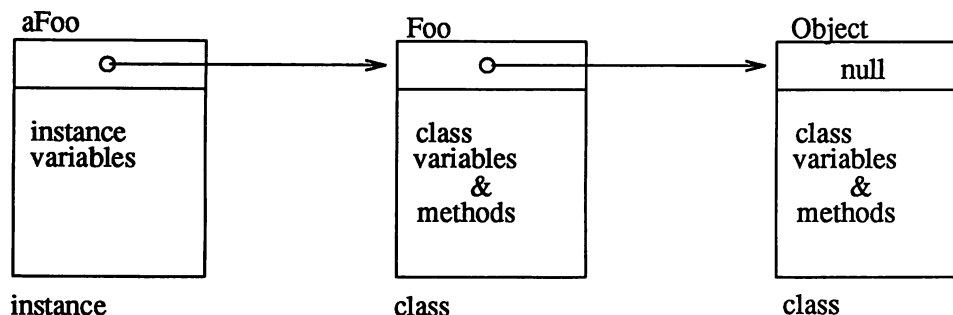 aFoo
instance
variables
instance
Foo
class
variables
&
methods
class
Object
null
class
variables
&
methods
class